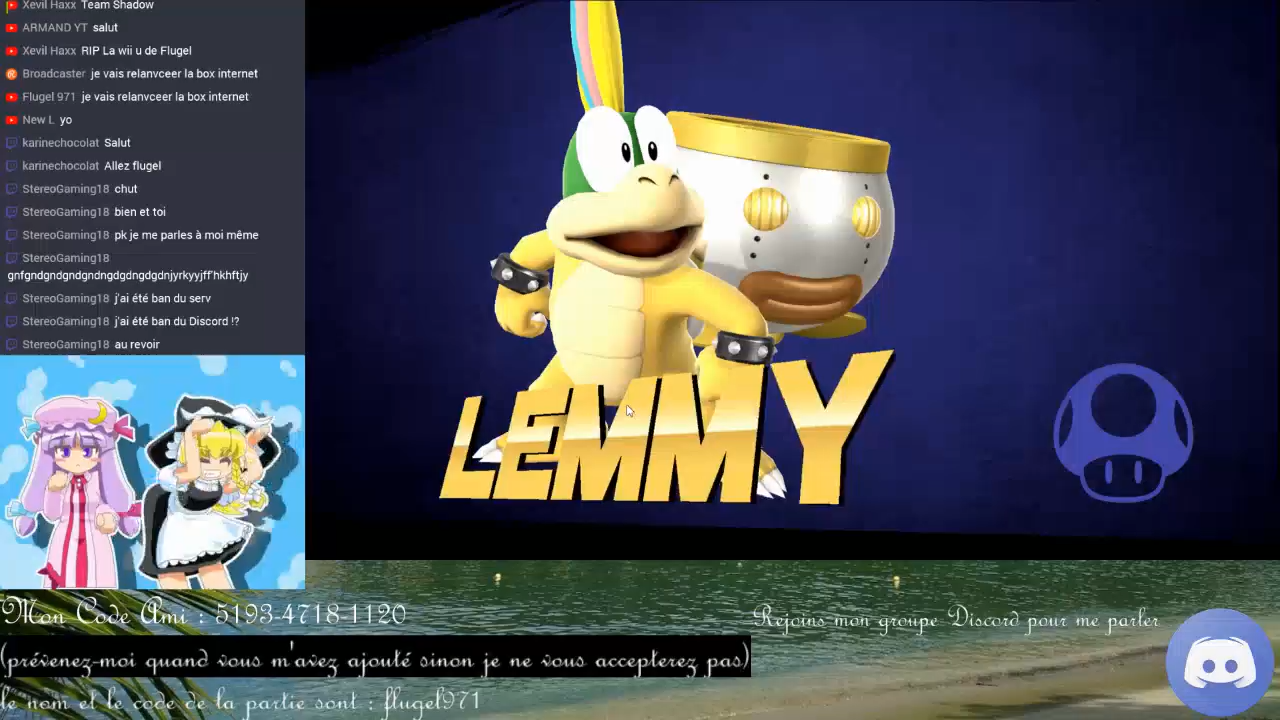 Xevil Haxx Team Shadow
ARMAND YT salut
Xevil Haxx RIP La wii u de Flugel
Broadcaster je vais relanvceer la box internet
Flugel 971 je vais relanvceer la box internet
New L yo
karinechocolat Salut
karinechocolat Allez flugel
StereoGaming18 chut
StereoGaming18 bien et toi
StereoGaming18 pk je me parles à moi même
StereoGaming18
gnfgndgndgndgndngdgdngdgdnjyrkyyjff'hkhftjy
StereoGaming18 j'ai été ban du serv
StereoGaming18 j'ai été ban du Discord !?
StereoGaming18 au revoir
LEMMY
Mon Code Ami : 5193-4718-1120
Rejoins mon groupe Discord pour me parler
(prévenez-moi quand vous m'avez ajouté sinon je ne vous accepterez pas)
le nom et le code de la partie sont : flugel971